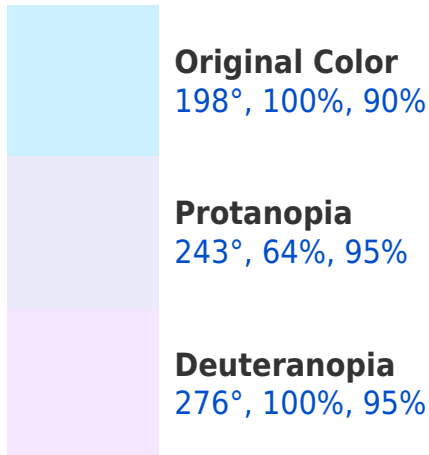 Original Color
198°, 100%, 90%
Protanopia
243°, 64%, 95%
Deuteranopia
276°, 100%, 95%